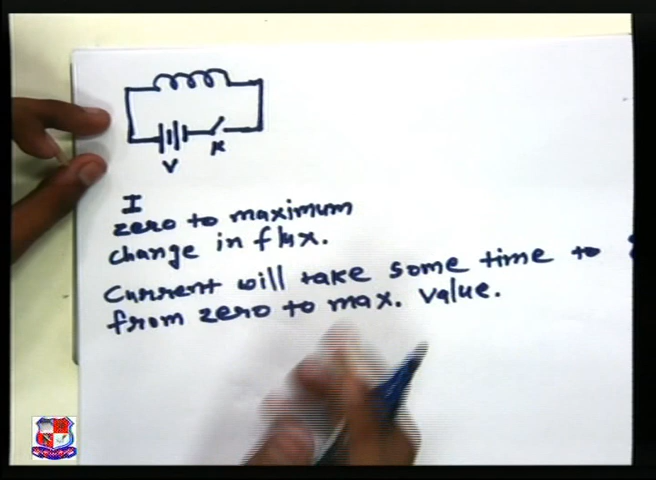 V
K
I
zero to maximum
change in flux.
Current will take some time to
from zero to max. value.